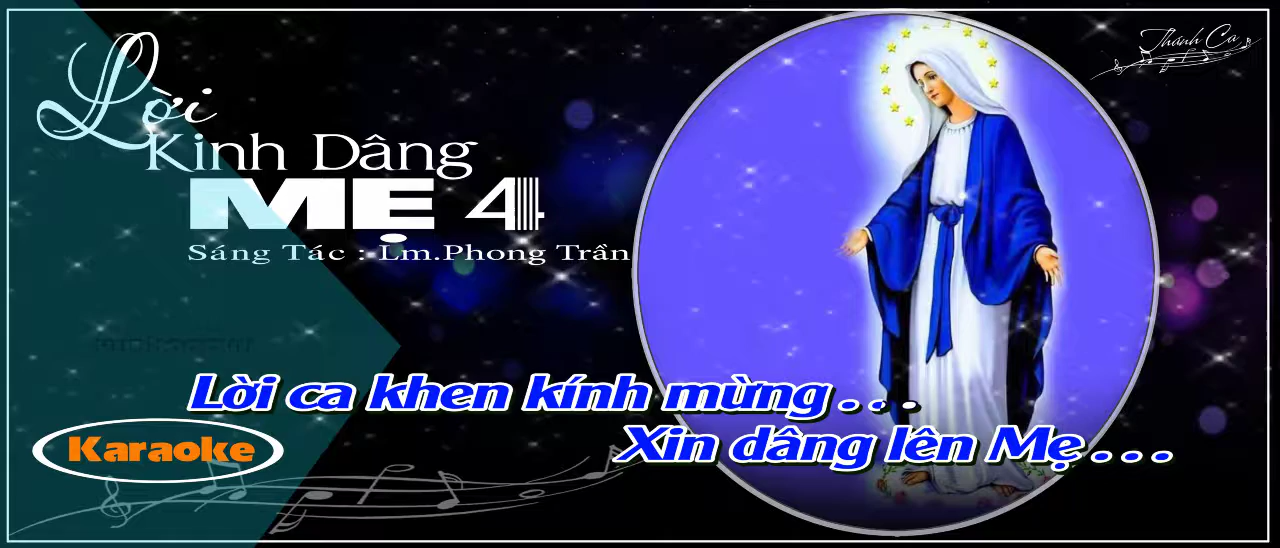 Lời
Kinh Dâng
MẸ 4
Sáng Tác : Lm.Phong Trần
Thánh Ca
Lời ca khen kính mừng . . .
Xin dâng lên Mẹ . . .
Karaoke